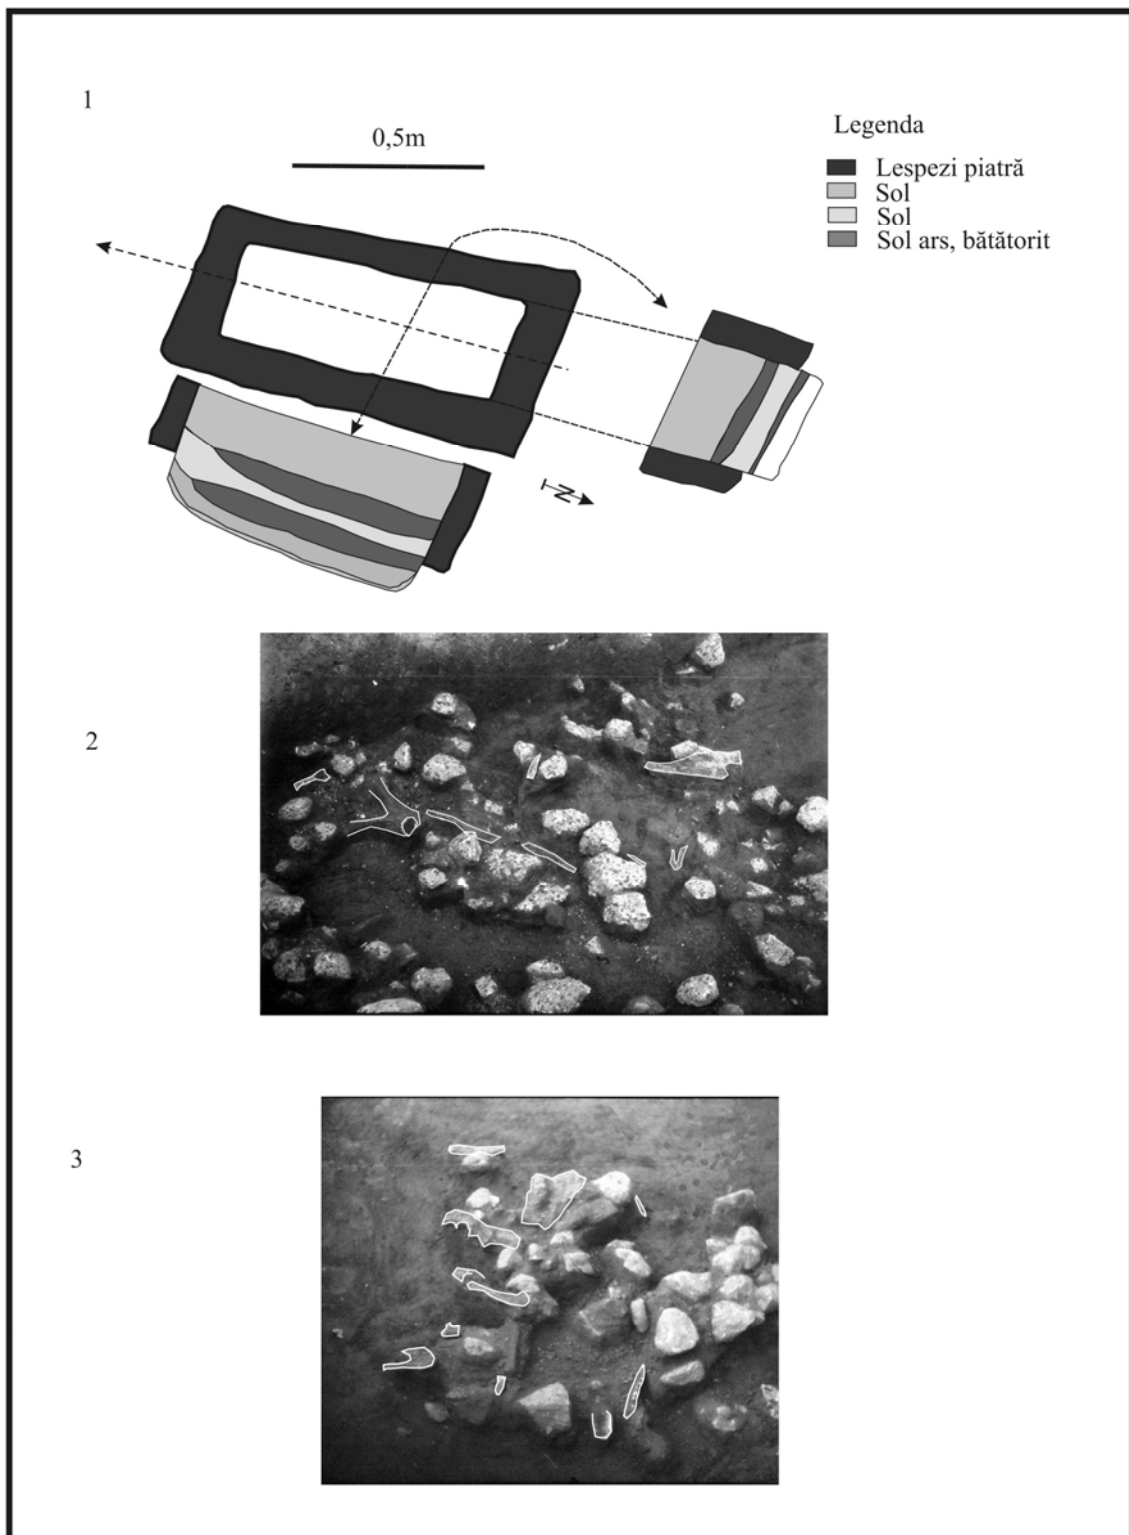 1
0,5m
Legenda
Lespezi piatră
Sol
Sol
Sol ars, bătătorit
N
2
3